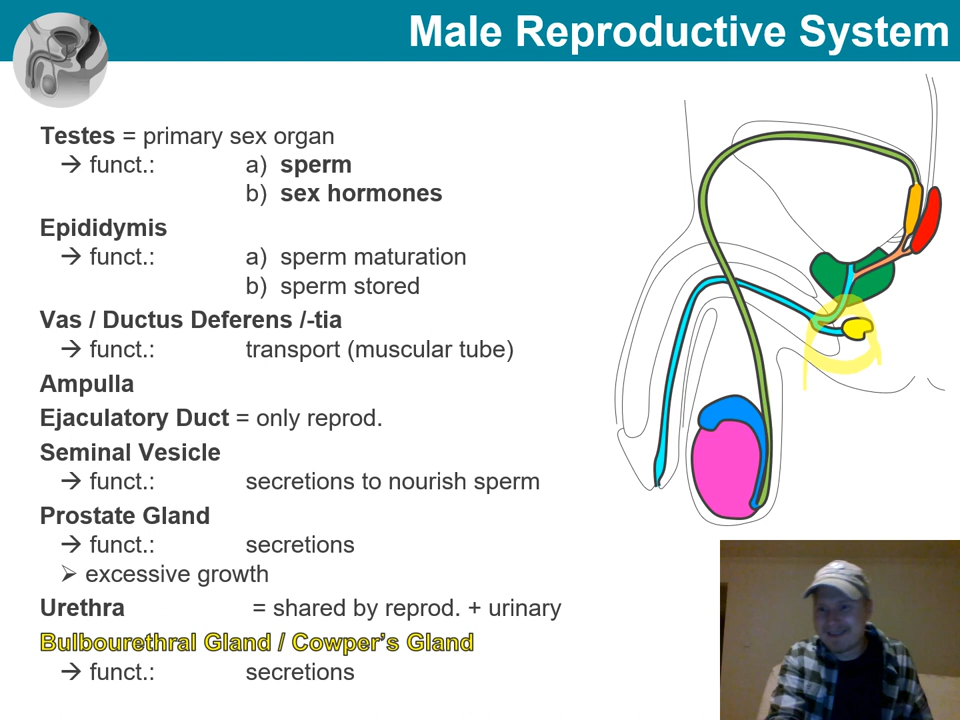 Male Reproductive System
Testes = primary sex organ
→ funct.: a) sperm
b) sex hormones
Epididymis
→ funct.: a) sperm maturation
b) sperm stored
Vas / Ductus Deferens /-tia
→ funct.: transport (muscular tube)
Ampulla
Ejaculatory Duct = only reprod.
Seminal Vesicle
→ funct.: secretions to nourish sperm
Prostate Gland
→ funct.: secretions
➢ excessive growth
Urethra = shared by reprod. + urinary
Bulbourethral Gland / Cowper's Gland
→ funct.: secretions